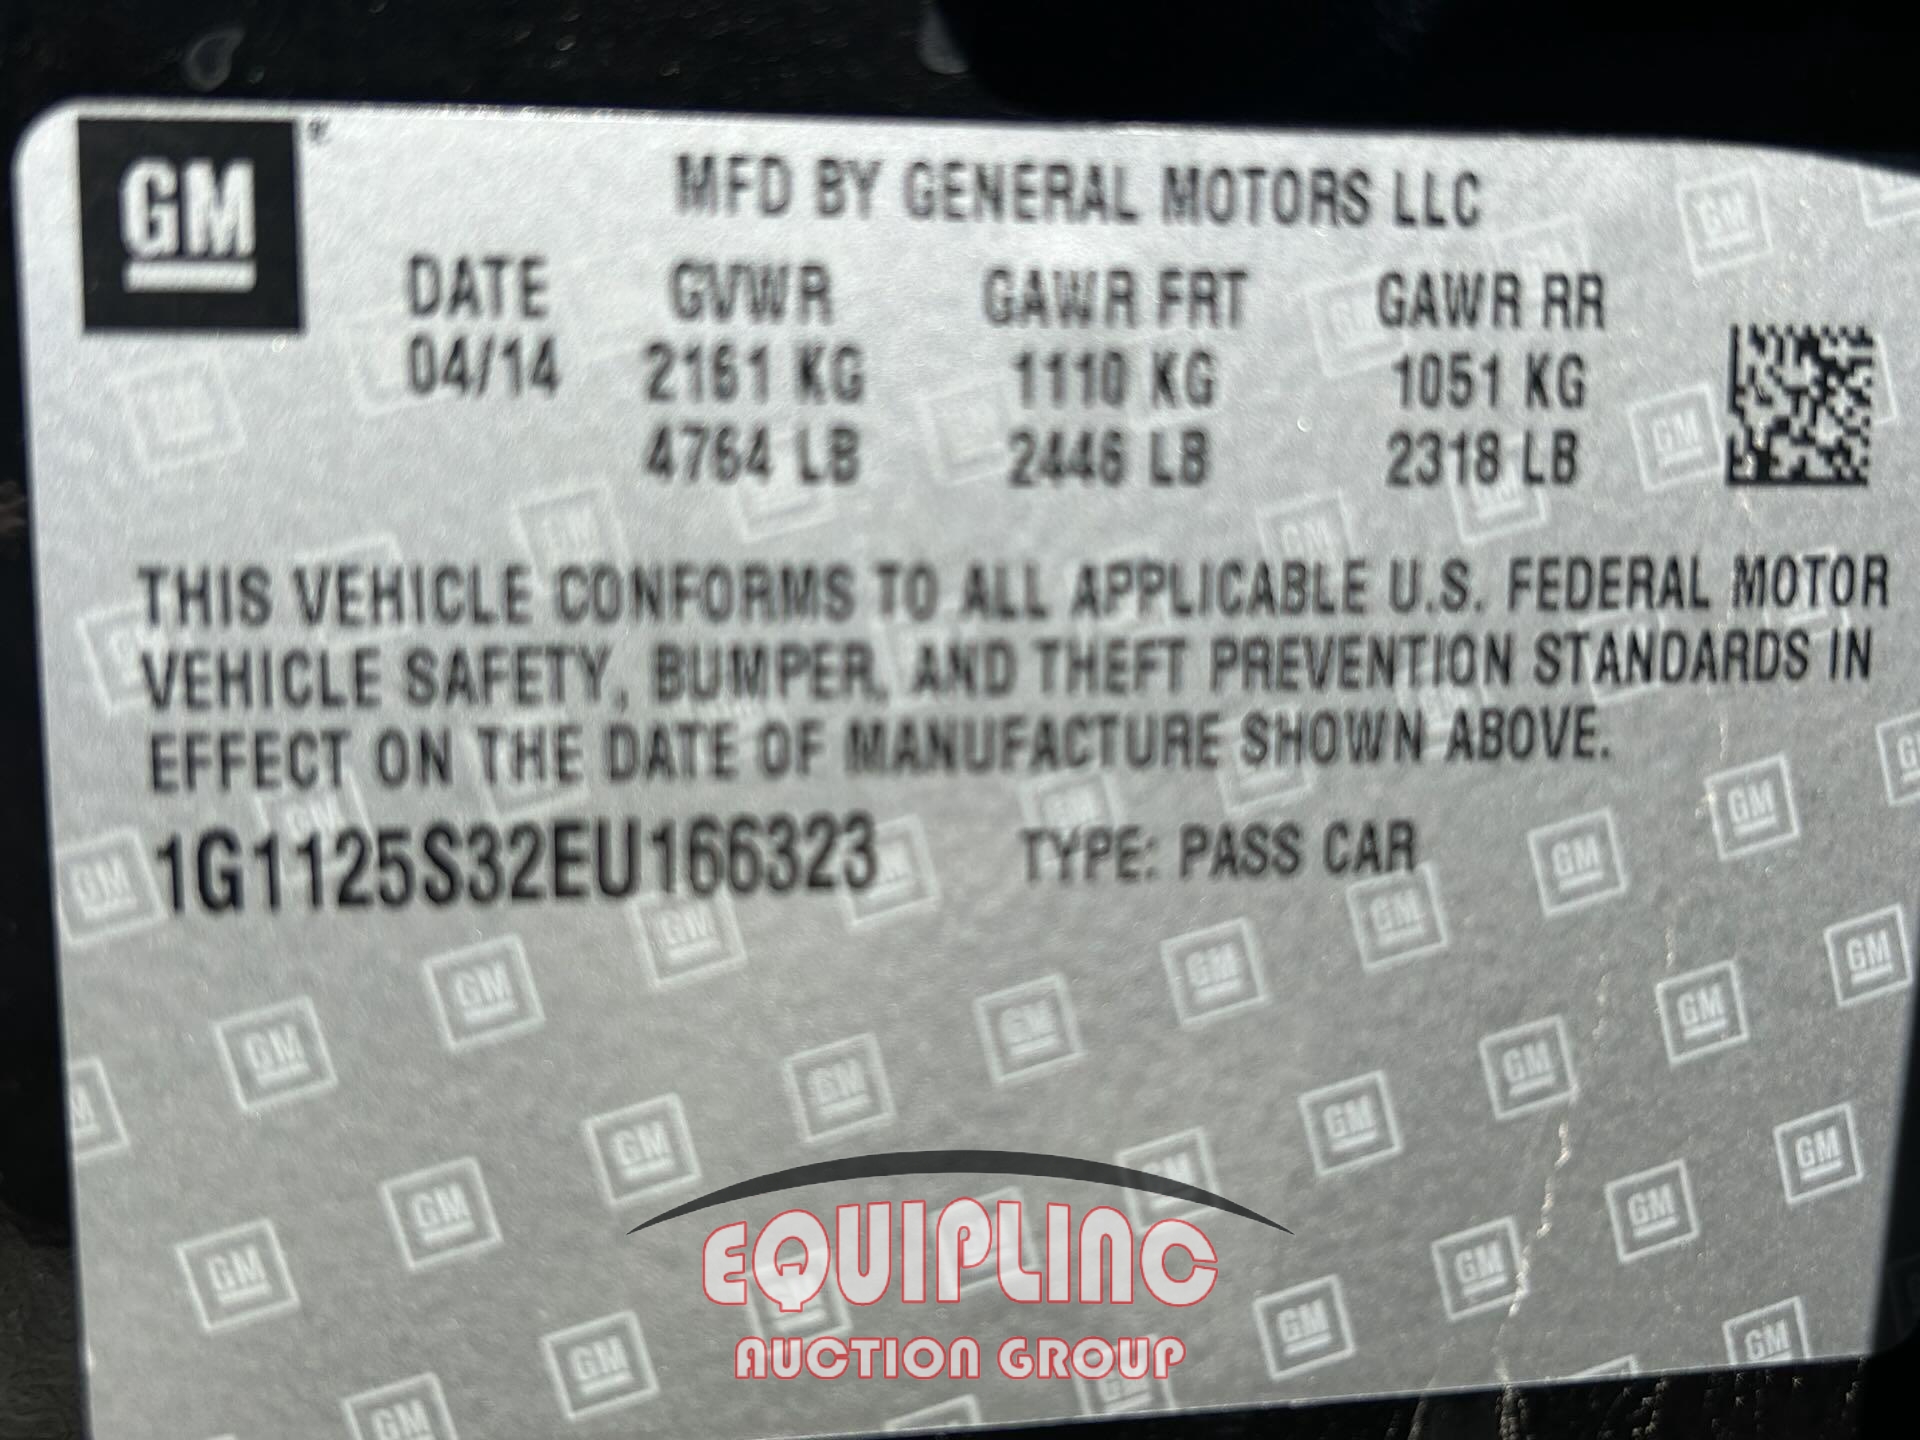 GM
MFD BY GENERAL MOTORS LLC
DATE GVWR GAWR FRT GAWR RR
04/14 2161 KG 1110 KG 1051 KG
4764 LB 2446 LB 2318 LB
THIS VEHICLE CONFORMS TO ALL APPLICABLE U.S. FEDERAL MOTOR
VEHICLE SAFETY, BUMPER, AND THEFT PREVENTION STANDARDS IN
EFFECT ON THE DATE OF MANUFACTURE SHOWN ABOVE.
1G1125S32EU166323 TYPE: PASS CAR
EQUIPLINC
AUCTION GROUP